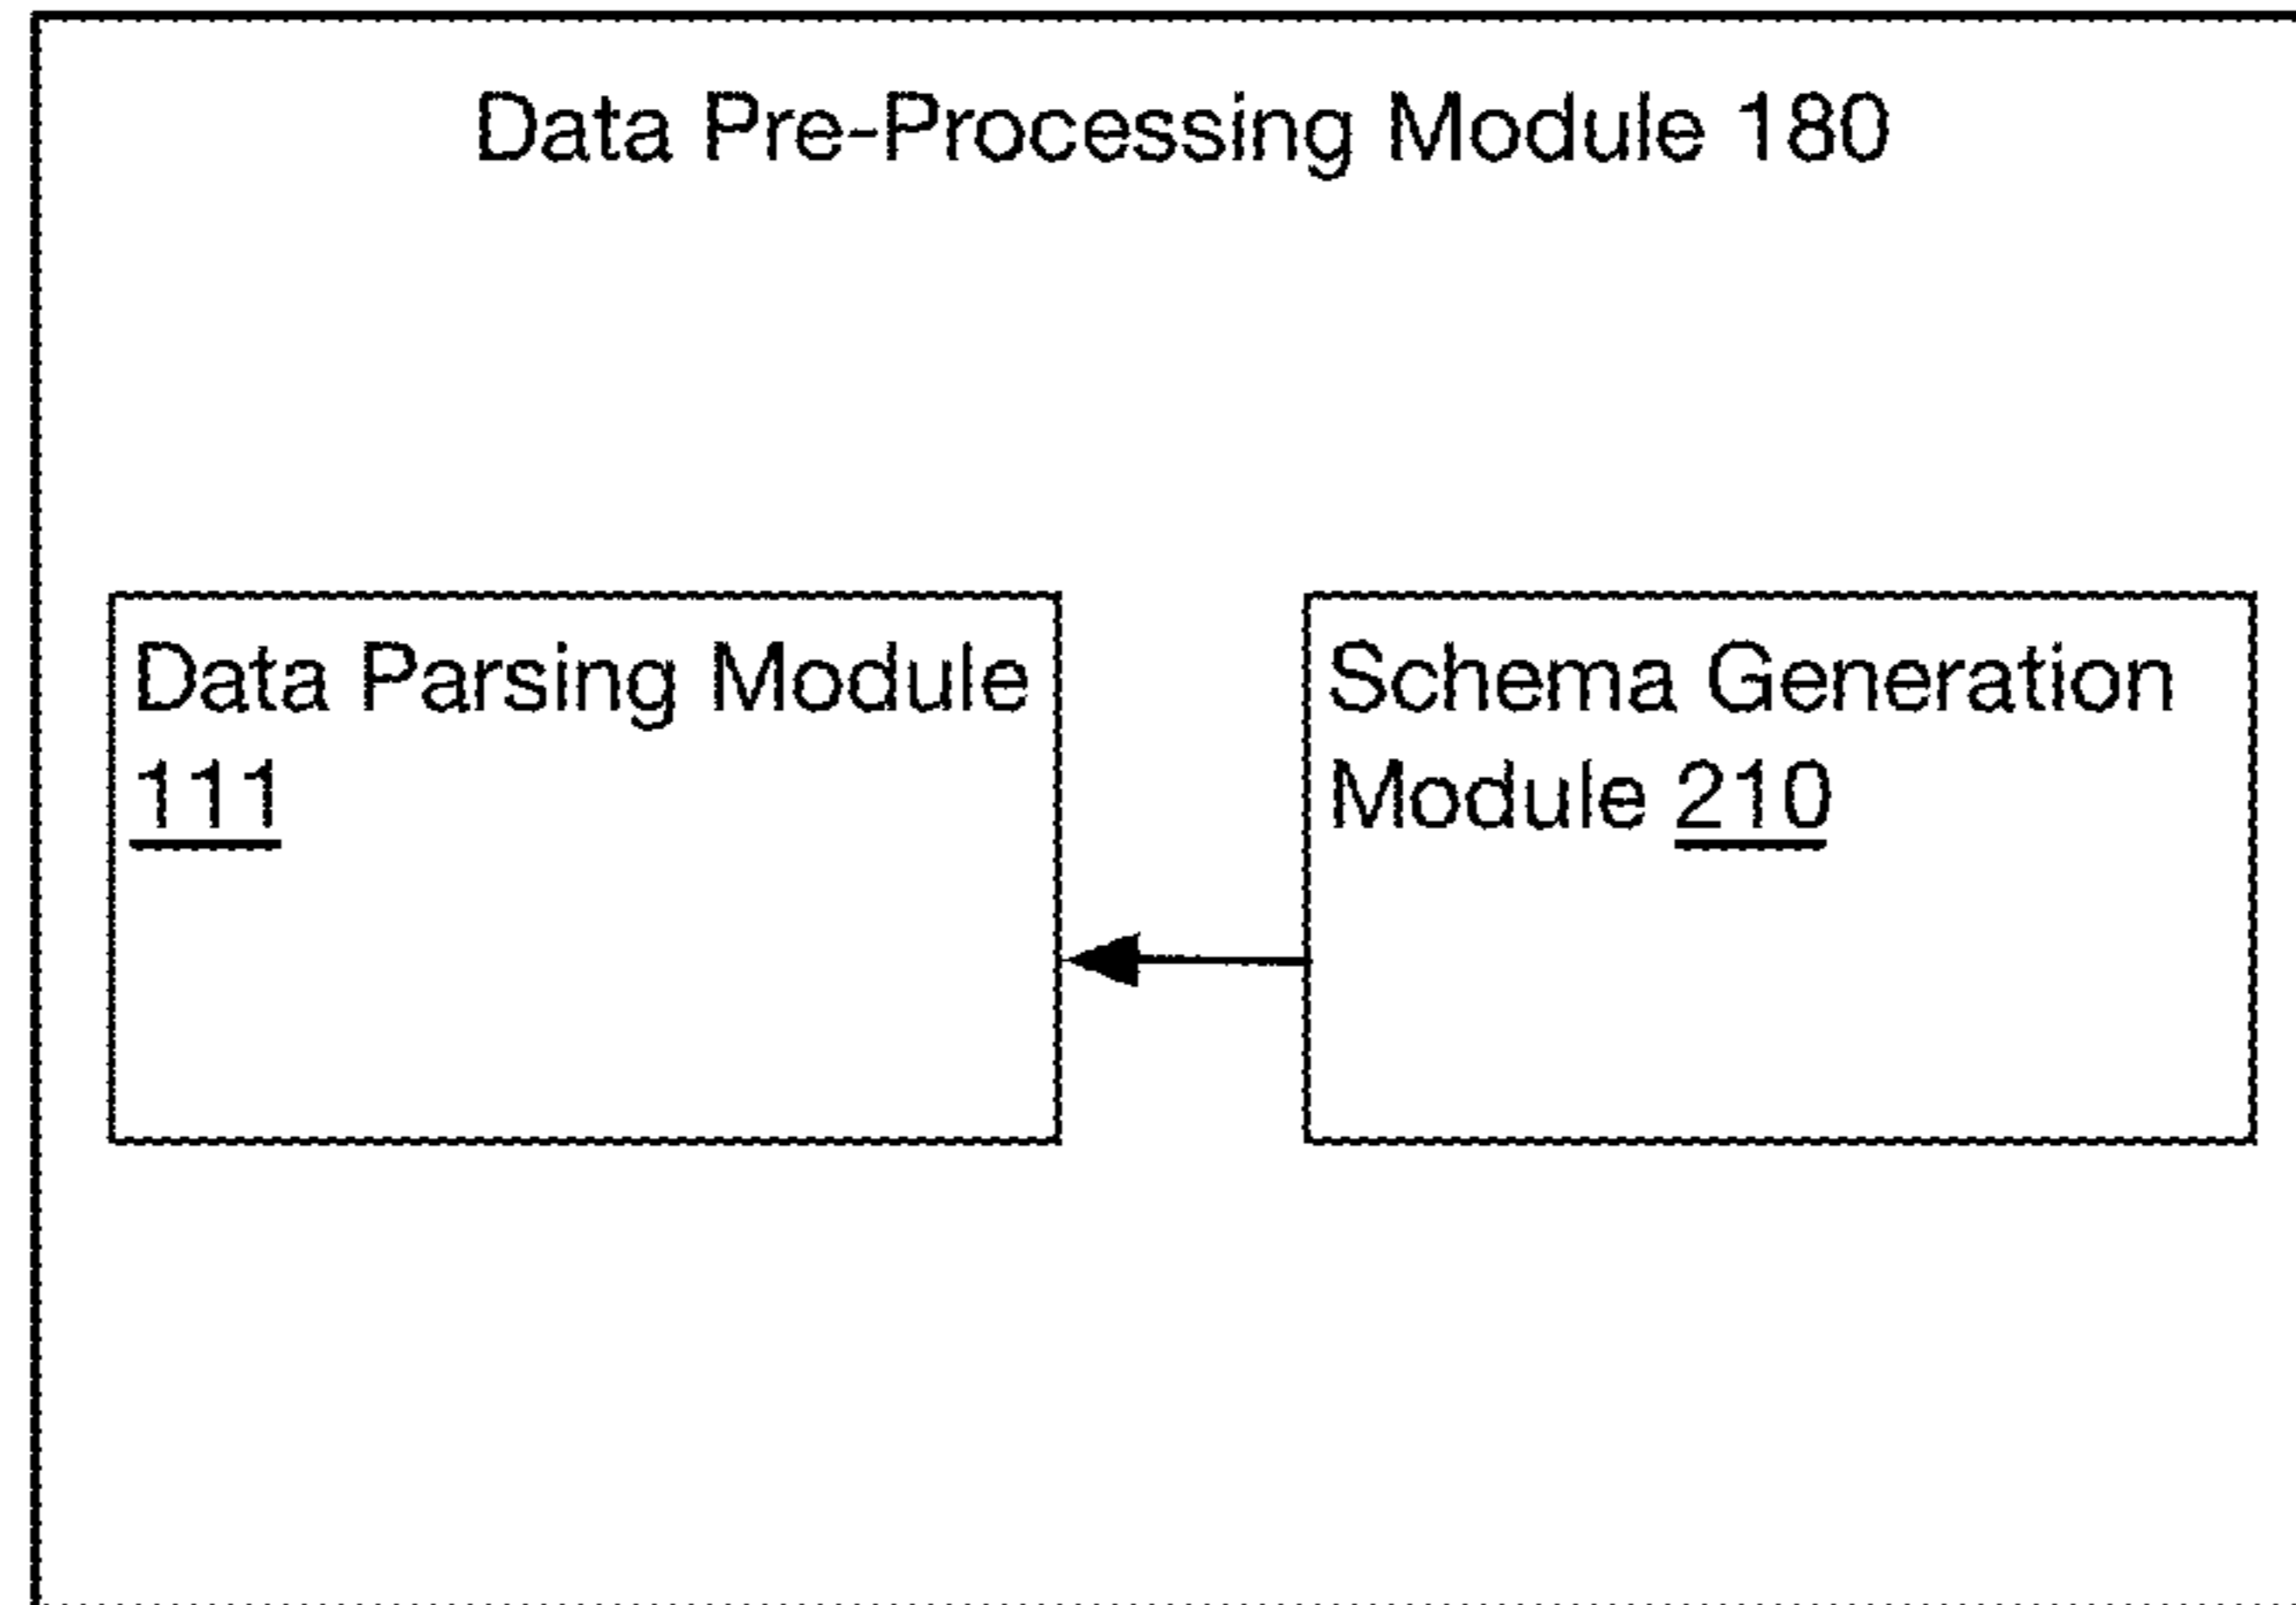 Data Pre-Processing Module 180
Data Parsing Module
111
Schema Generation
Module 210